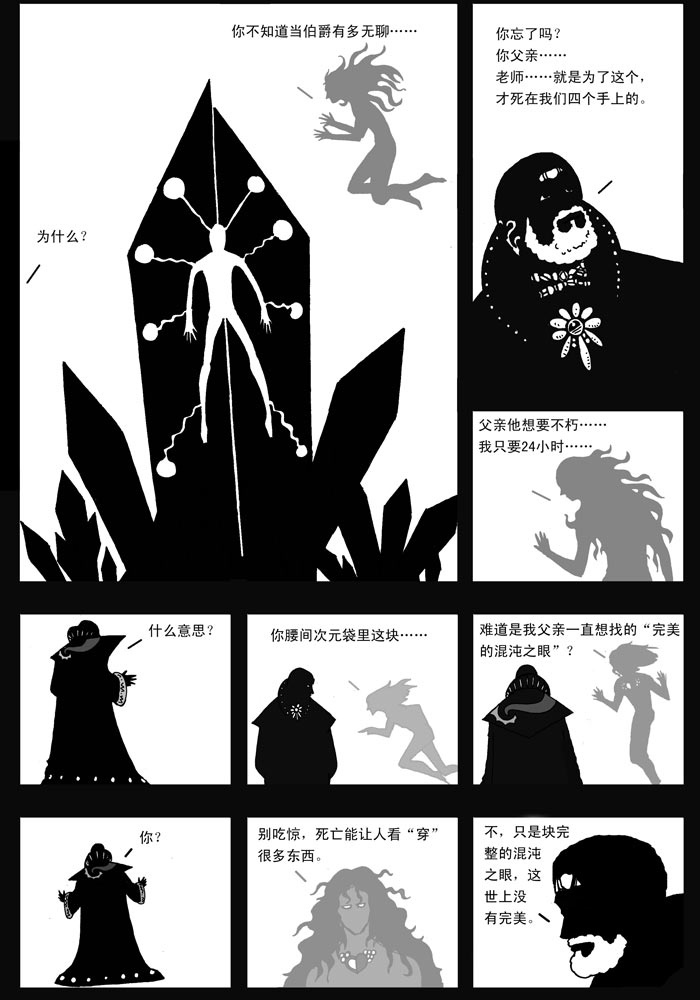 你不知道当伯爵有多无聊……
为什么？
你忘了吗？
你父亲……
老师……就是为了这个，
才死在我们四个手上的。
父亲他想要不朽……
我只要24小时……
什么意思？
你腰间次元袋里这块……
难道是我父亲一直想找的“完美
的混沌之眼”？
你？
别吃惊，死亡能让人看“穿”
很多东西。
不，只是块完
整的混沌
之眼，这
世上没
有完美。